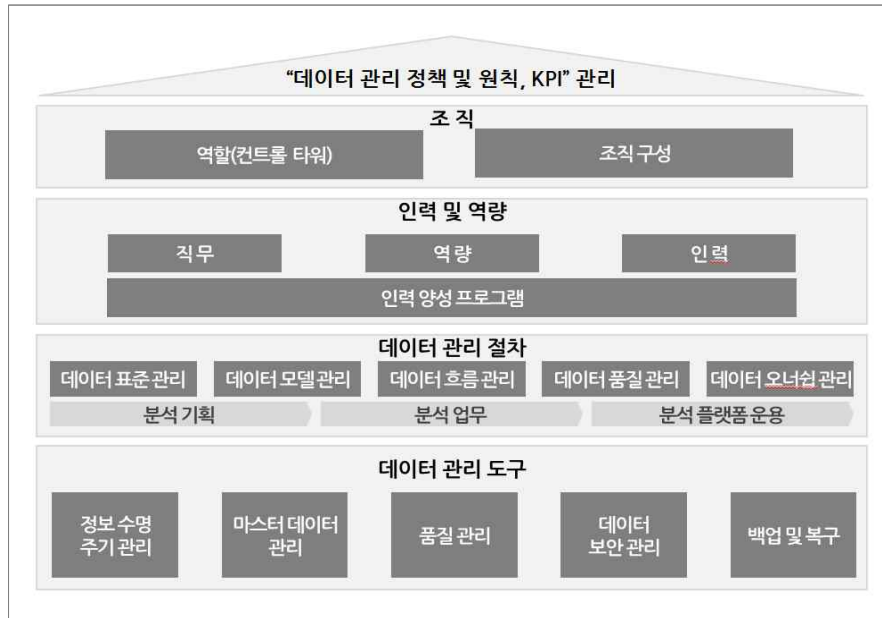 “데이터 관리 정책 및 원칙, KPI” 관리
조 직
역할(컨트롤 타워)
조직 구성
인력 및 역량
직 무
역 량
인 력
인력 양성 프로그램
데이터 관리 절차
데이터 표준 관리
데이터 모델 관리
데이터 흐름 관리
데이터 품질 관리
데이터 오너쉽 관리
분석 기획
분석 업무
분석 플랫폼 운용
데이터 관리 도구
정보 수명
주기 관리
마스터 데이터
관리
품질 관리
데이터
보안 관리
백업 및 복구